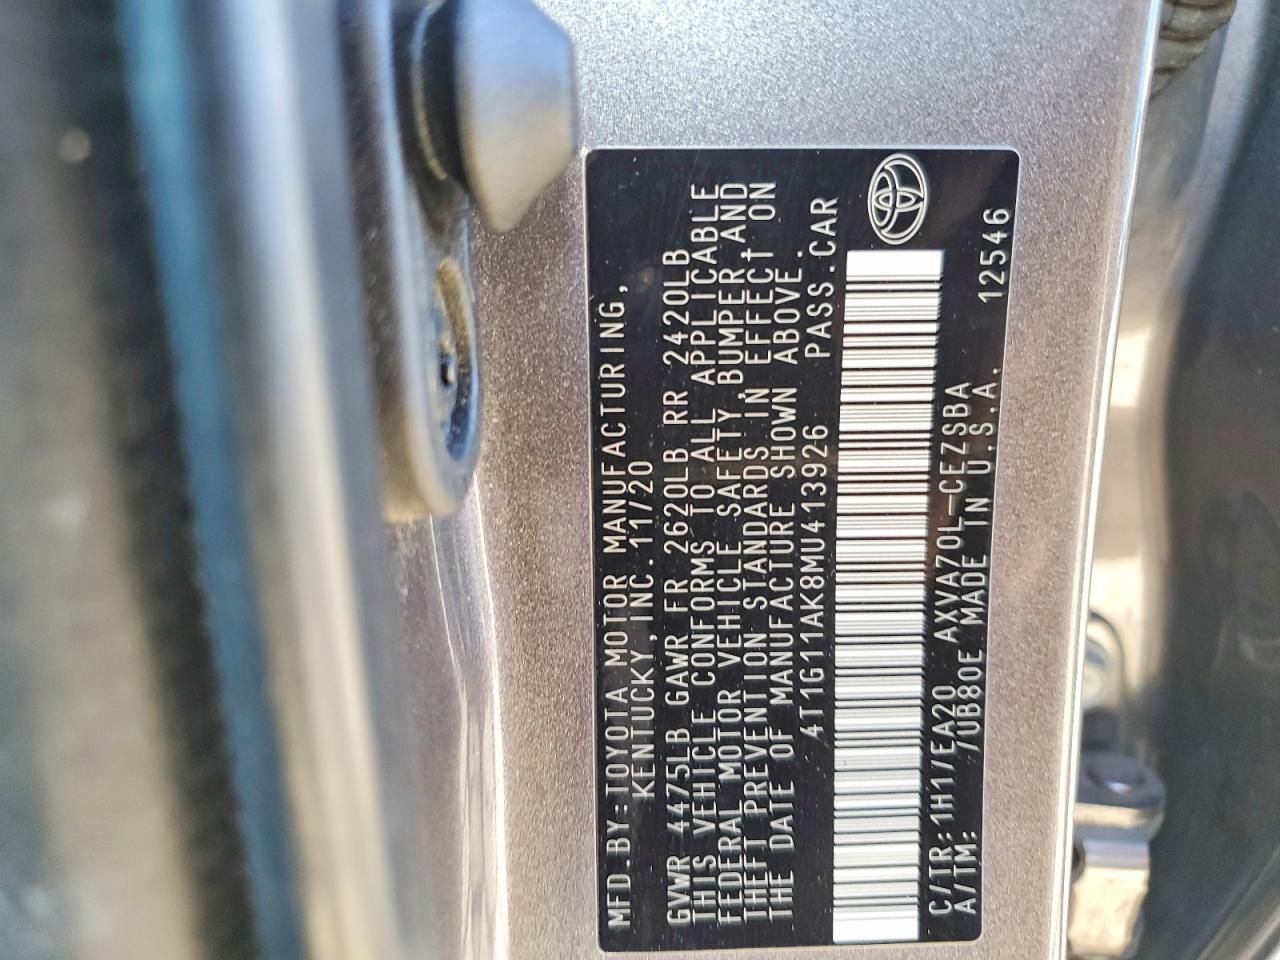 MFD.BY:TOYOTA MOTOR MANUFACTURING,
KENTUCKY, INC. 11/20
GVWR 4475LB GAWR FR 2620LB RR 2420LB
THIS VEHICLE CONFORMS TO ALL APPLICABLE
FEDERAL MOTOR VEHICLE SAFETY, BUMPER AND
THEFT PREVENTION STANDARDS IN EFFECT ON
THE DATE OF MANUFACTURE SHOWN ABOVE.
4T1G11AK8MU413926 PASS.CAR
C/TR:1H1/EA20 AXVA70L-CEZSBA
A/TM: /UB80E MADE IN U.S.A. 12546